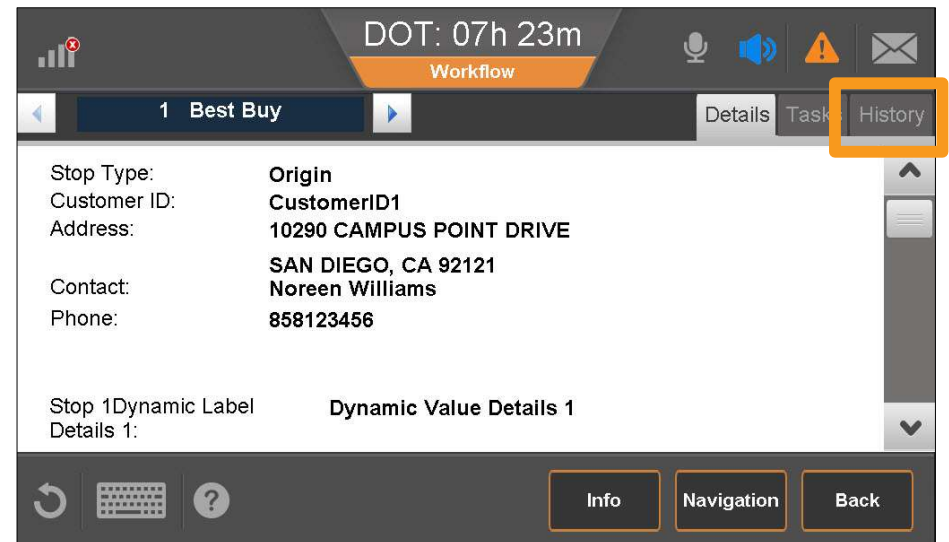 DOT: 07h 23m
Workflow
1 Best Buy
Details Tasks History
Stop Type: Origin
Customer ID: CustomerID1
Address: 10290 CAMPUS POINT DRIVE
SAN DIEGO, CA 92121
Contact: Noreen Williams
Phone: 858123456
Stop 1Dynamic Label Dynamic Value Details 1
Details 1:
Info Navigation Back